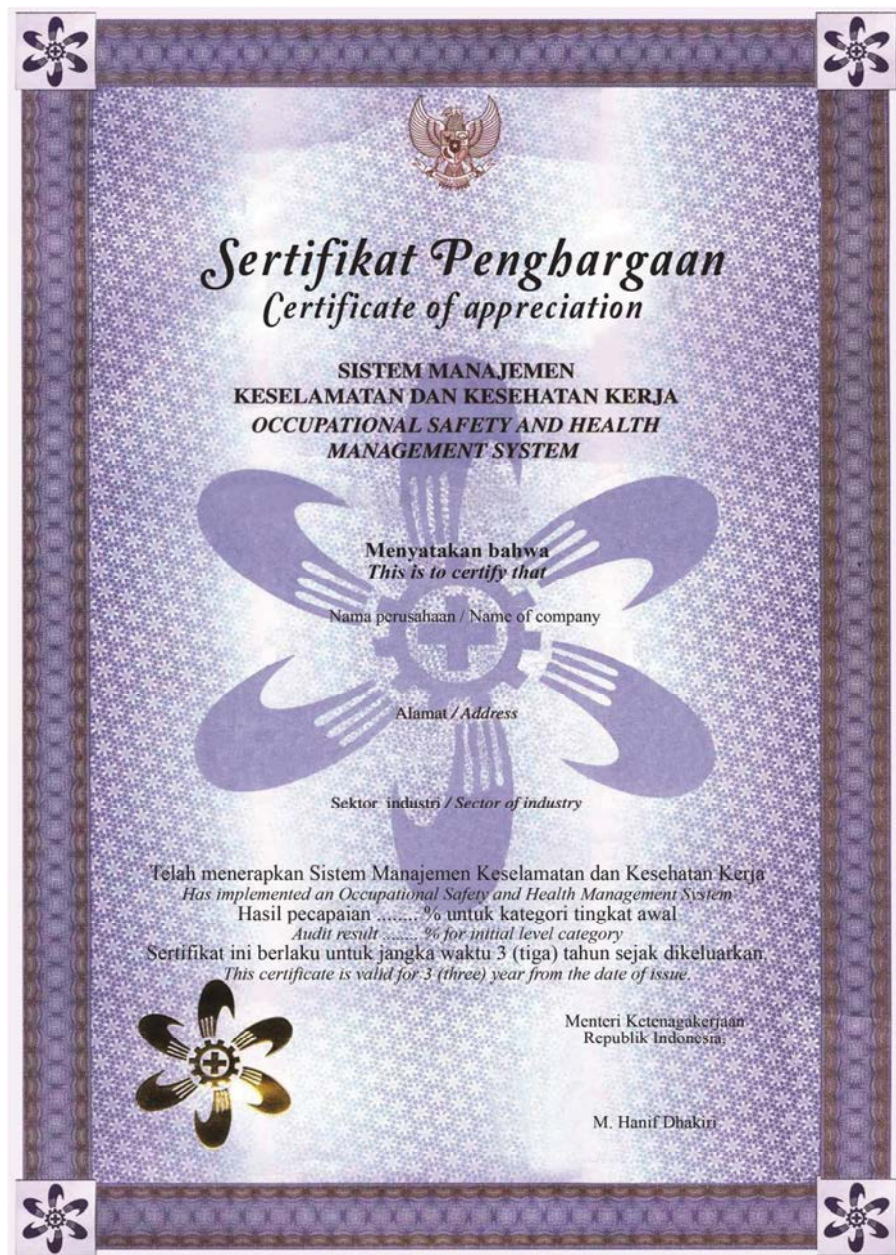 Sertifikat Penghargaan
Certificate of appreciation
SISTEM MANAJEMEN
KESELAMATAN DAN KESEHATAN KERJA
OCCUPATIONAL SAFETY AND HEALTH
MANAGEMENT SYSTEM
Menyatakan bahwa
This is to certify that
Nama perusahaan / Name of company
Alamat / Address
Sektor industri / Sector of industry
Telah menerapkan Sistem Manajemen Keselamatan dan Kesehatan Kerja
Has implemented an Occupational Safety and Health Management System
Hasil pecapaian ........ % untuk kategori tingkat awal
Audit result ........ % for initial level category
Sertifikat ini berlaku untuk jangka waktu 3 (tiga) tahun sejak dikeluarkan.
This certificate is valid for 3 (three) year from the date of issue.
Menteri Ketenagakerjaan
Republik Indonesia,
M. Hanif Dhakiri